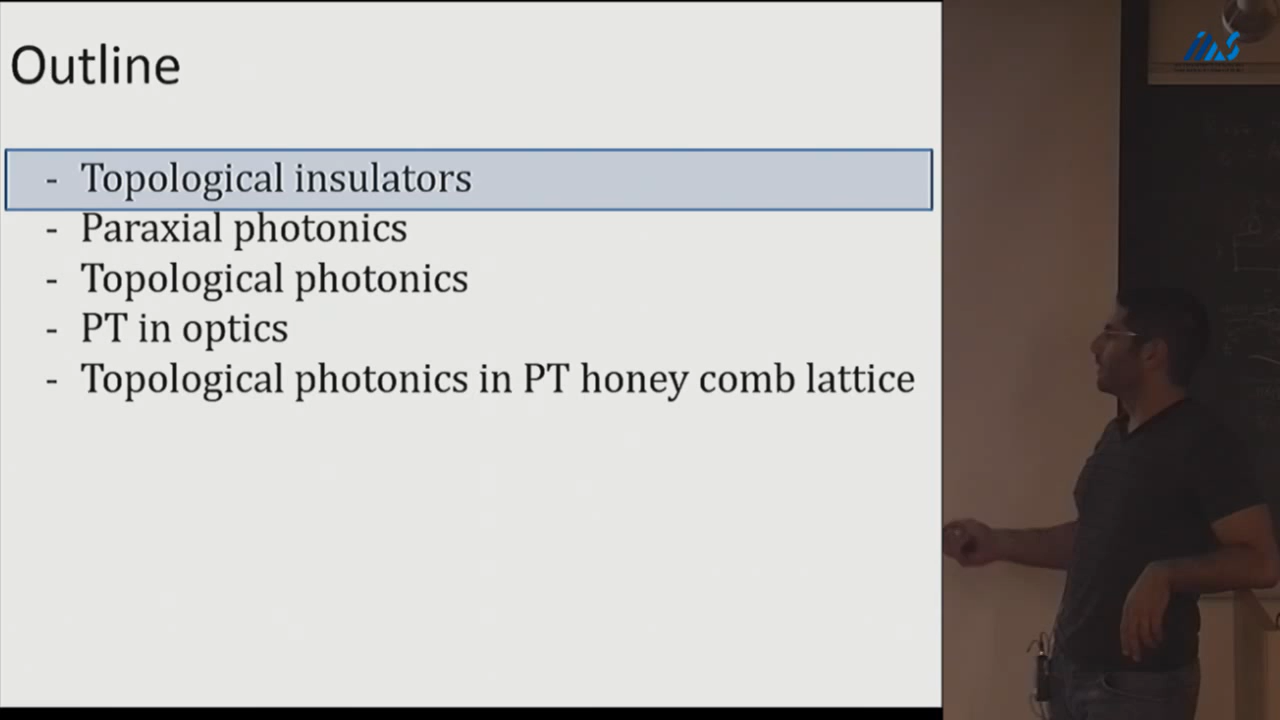 Outline
- Topological insulators
- Paraxial photonics
- Topological photonics
- PT in optics
- Topological photonics in PT honey comb lattice